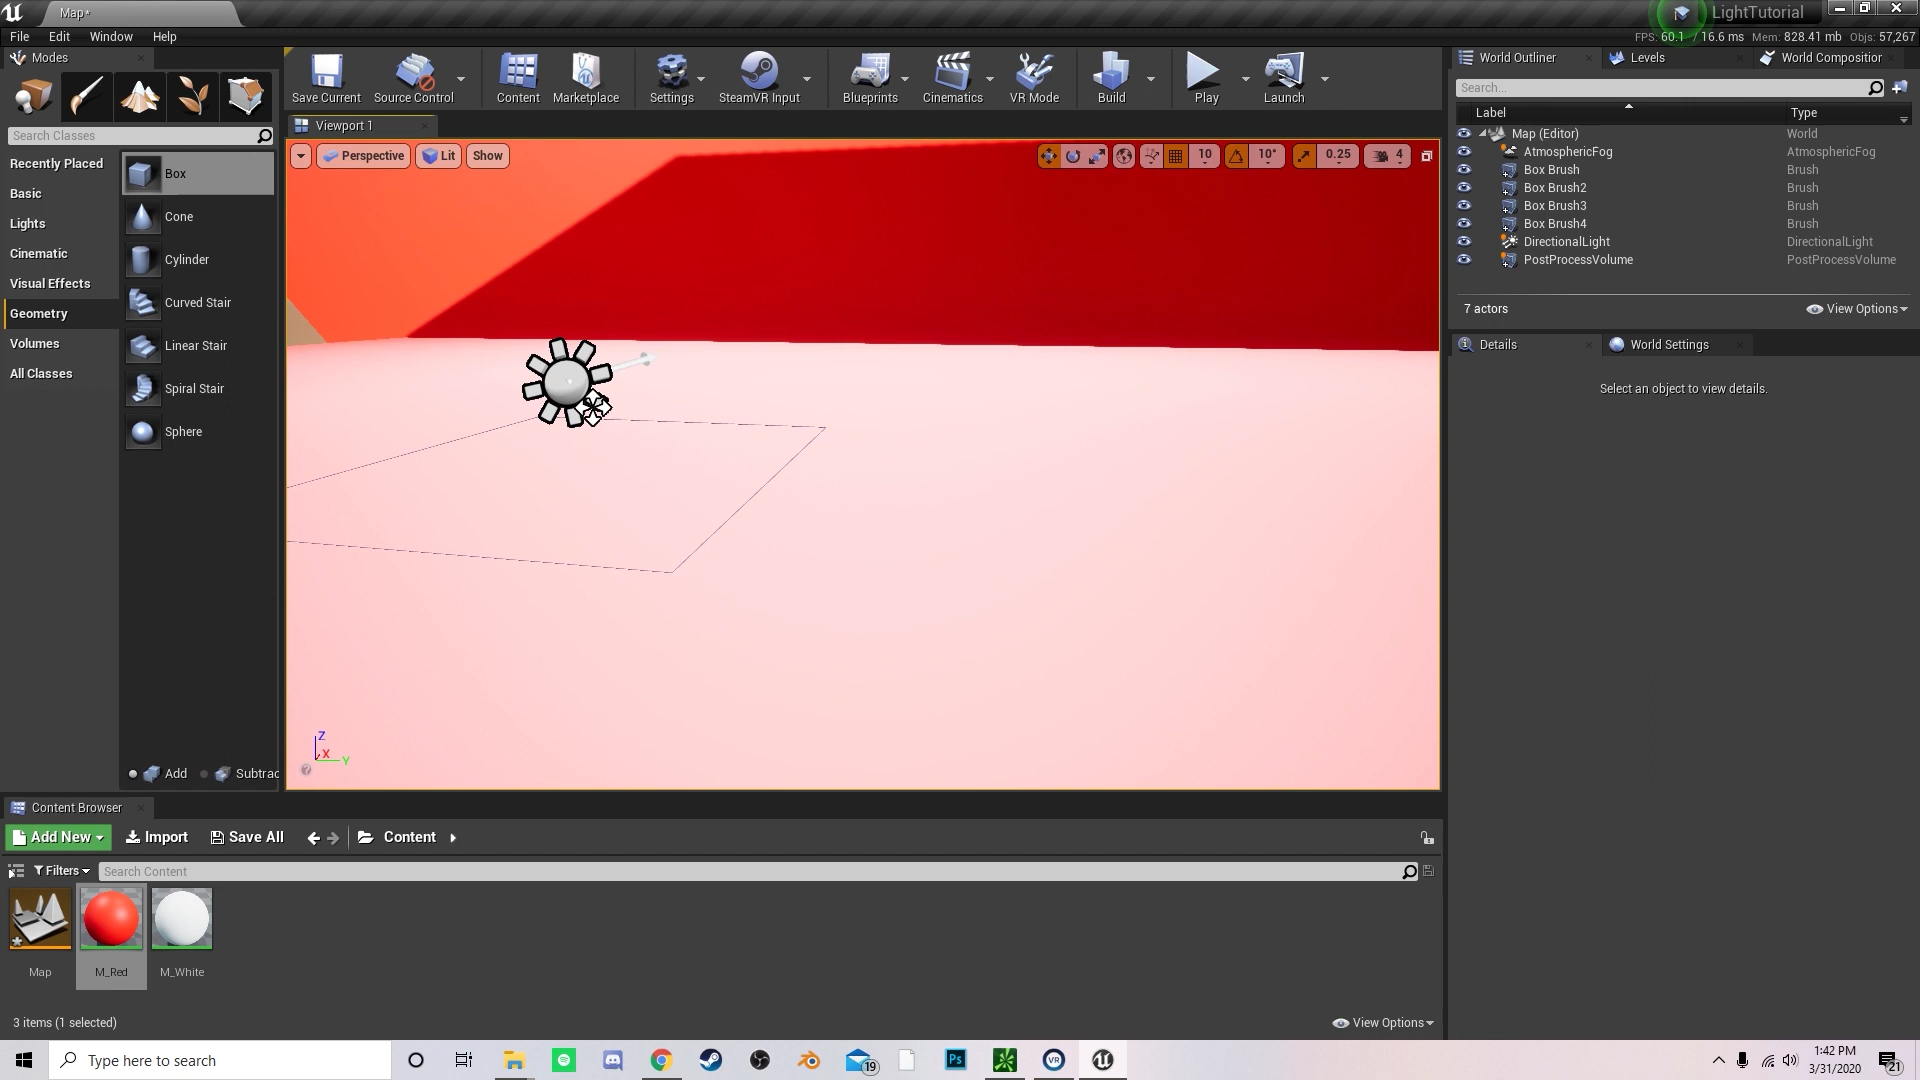 Map*
LightTutorial
File Edit Window Help
FPS: 60.1 / 16.6 ms Mem: 828.41 mb Objs: 57,267
Modes
Search Classes
Recently Placed
Basic
Lights
Cinematic
Visual Effects
Geometry
Volumes
All Classes
Box
Cone
Cylinder
Curved Stair
Linear Stair
Spiral Stair
Sphere
Add Subtrac
Save Current Source Control Content Marketplace Settings SteamVR Input Blueprints Cinematics VR Mode Build Play Launch
Viewport 1
Perspective Lit Show 10 10° 0.25 4
Z
X
Y
World Outliner Levels World Composition
Search...
Label Type
Map (Editor) World
AtmosphericFog AtmosphericFog
Box Brush Brush
Box Brush2 Brush
Box Brush3 Brush
Box Brush4 Brush
DirectionalLight DirectionalLight
PostProcessVolume PostProcessVolume
7 actors View Options
Details World Settings
Select an object to view details.
Content Browser
Add New Import Save All Content
Filters Search Content
Map M_Red M_White
3 items (1 selected) View Options
Type here to search
19
Ps
VR
1:42 PM
3/31/2020
21